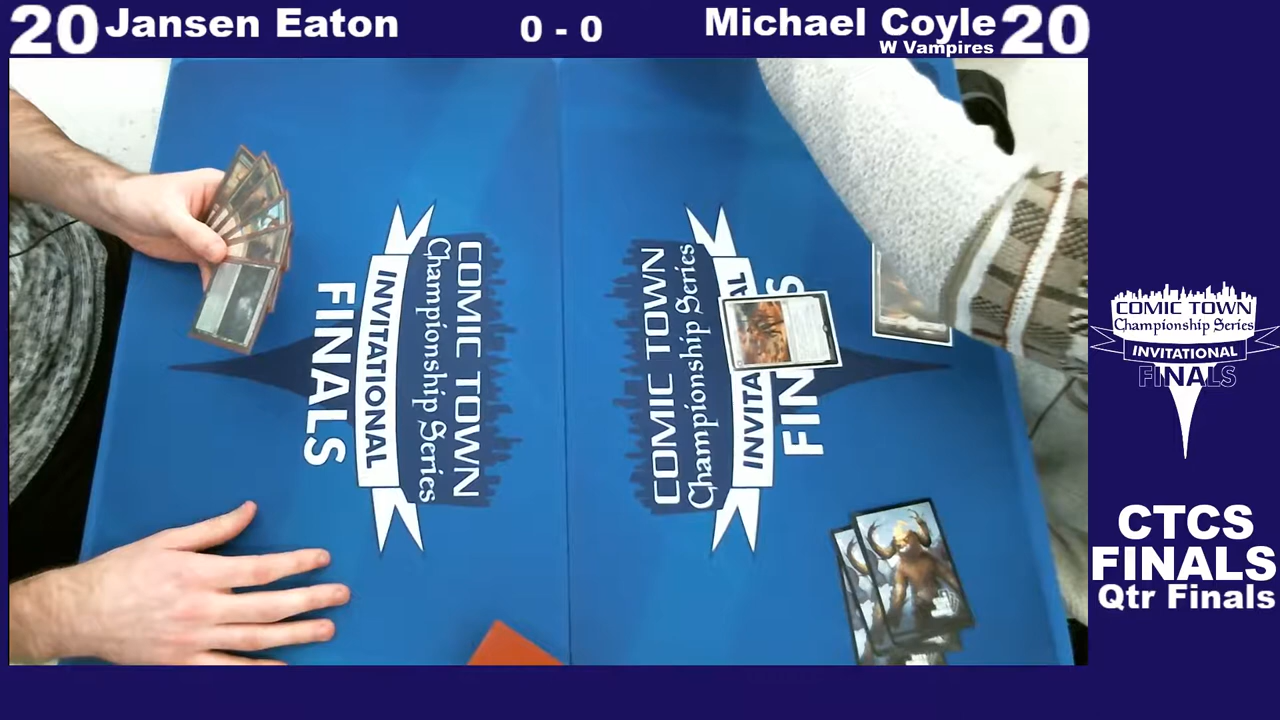 20 Jansen Eaton
0 - 0
Michael Coyle 20
W Vampires
COMIC TOWN
Championship Series
INVITATIONAL
FINALS
COMIC TOWN
Championship Series
INVITATIONAL
FINALS
COMIC TOWN
Championship Series
INVITATIONAL
FINALS
CTCS
FINALS
Qtr Finals